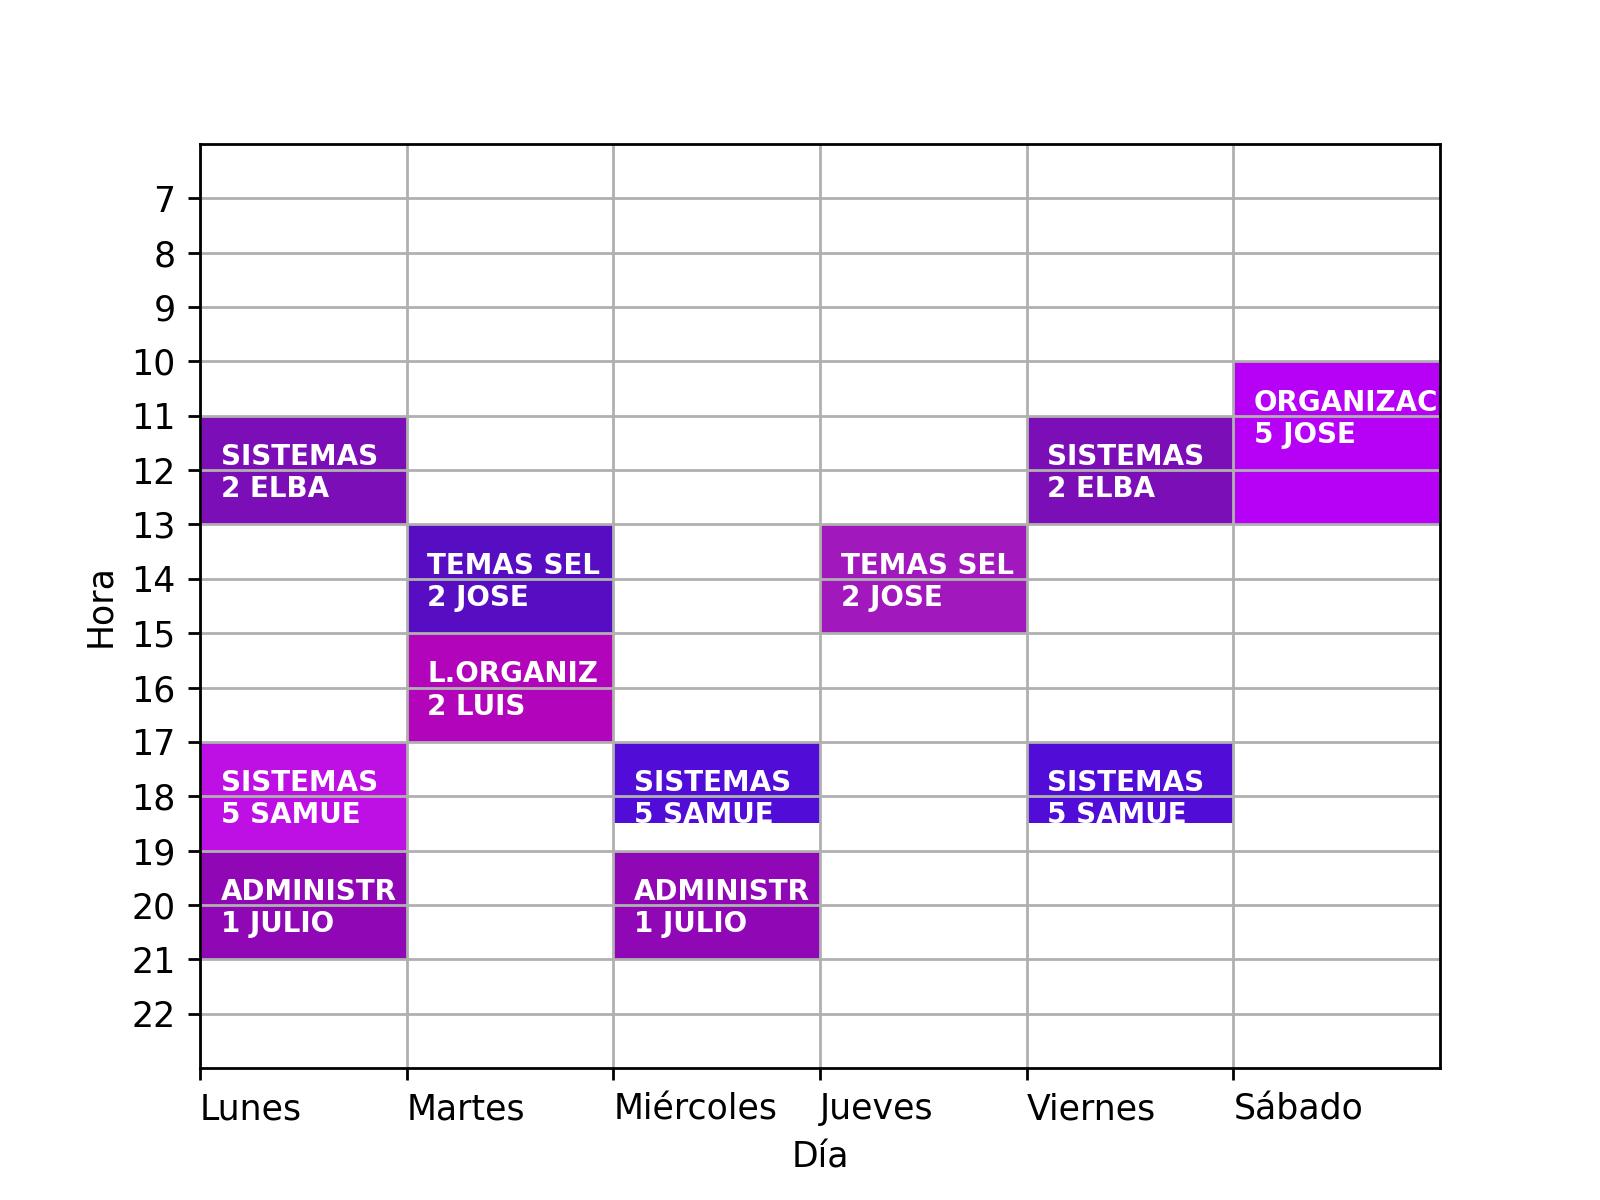 7
8
9
10
ORGANIZAC
5 JOSE
11
SISTEMAS
2 ELBA
SISTEMAS
2 ELBA
12
13
TEMAS SEL
2 JOSE
TEMAS SEL
2 JOSE
14
Hora
15
L.ORGANIZ
2 LUIS
16
17
SISTEMAS
5 SAMUE
SISTEMAS
5 SAMUE
SISTEMAS
5 SAMUE
18
19
ADMINISTR
1 JULIO
ADMINISTR
1 JULIO
20
21
22
Lunes Martes Miércoles Jueves Viernes Sábado
Día